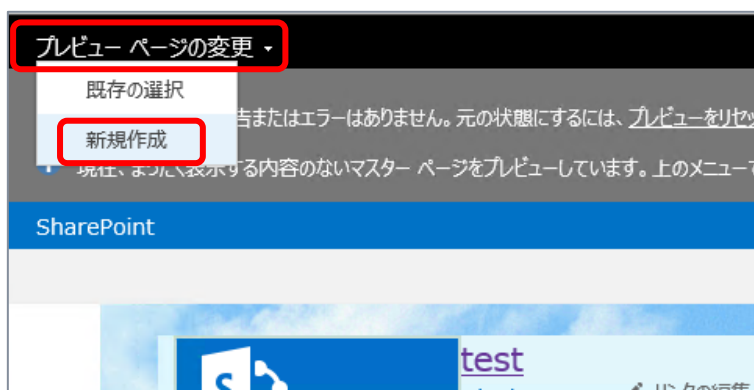 プレビュー ページの変更
既存の選択
新規作成
告またはエラーはありません。元の状態にするには、プレビューをリセッ
現在、まったく表示する内容のないマスター ページをプレビューしています。上のメニューで
SharePoint
test
リンクの編集